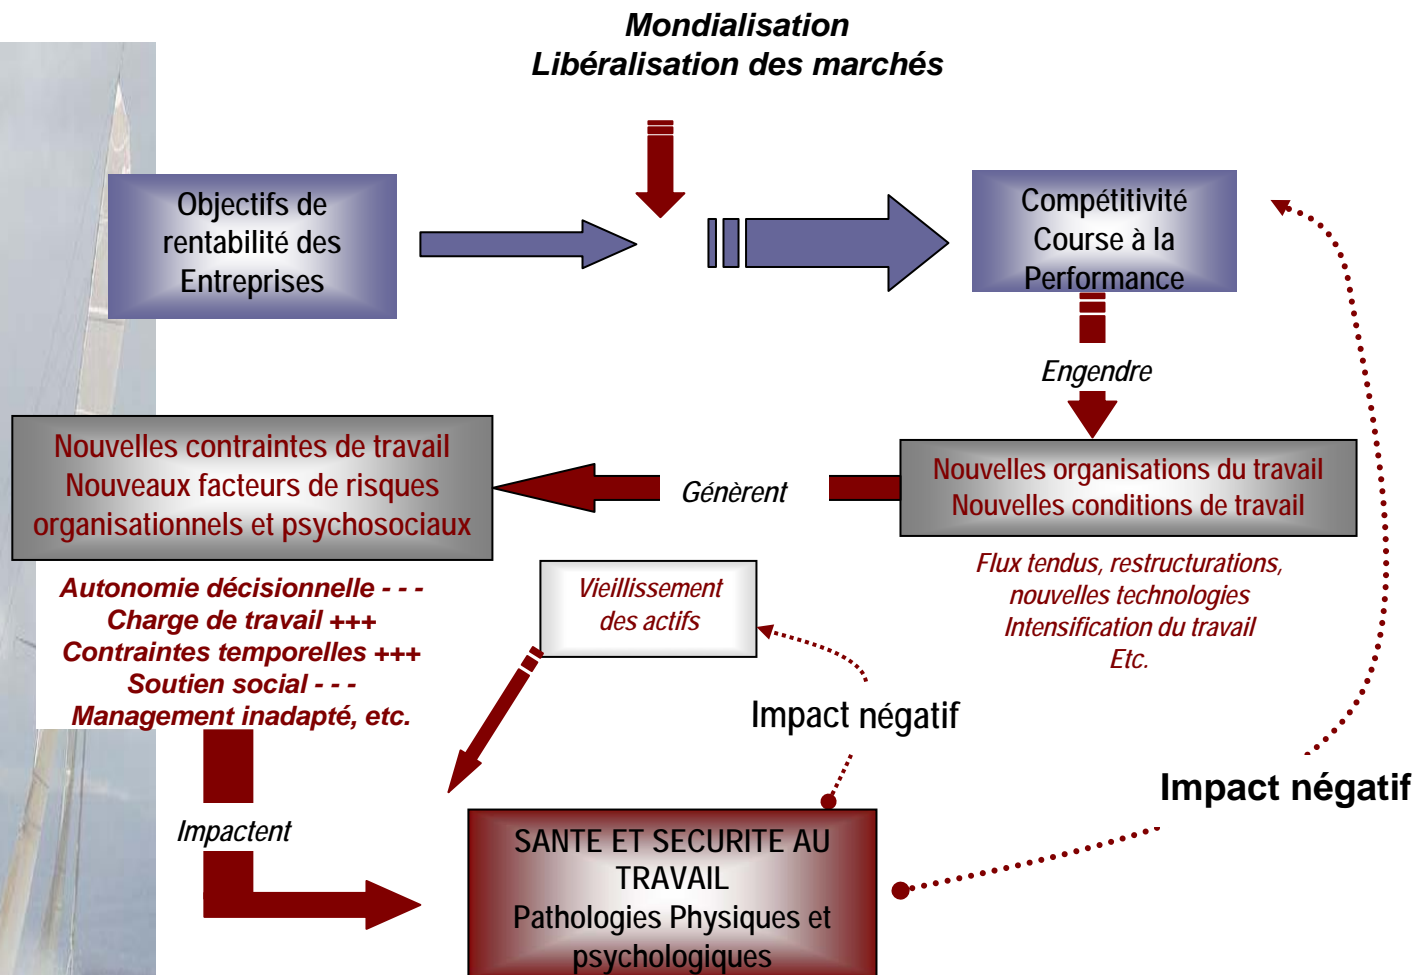 Mondialisation
Libéralisation des marchés
Objectifs de
rentabilité des
Entreprises
Compétitivité
Course à la
Performance
Engendre
Nouvelles organisations du travail
Nouvelles conditions de travail
Flux tendus, restructurations,
nouvelles technologies
Intensification du travail
Etc.
Génèrent
Nouvelles contraintes de travail
Nouveaux facteurs de risques
organisationnels et psychosociaux
Autonomie décisionnelle - - -
Charge de travail +++
Contraintes temporelles +++
Soutien social - - -
Management inadapté, etc.
Vieillissement
des actifs
Impact négatif
Impact négatif
Impactent
SANTE ET SECURITE AU
TRAVAIL
Pathologies Physiques et
psychologiques